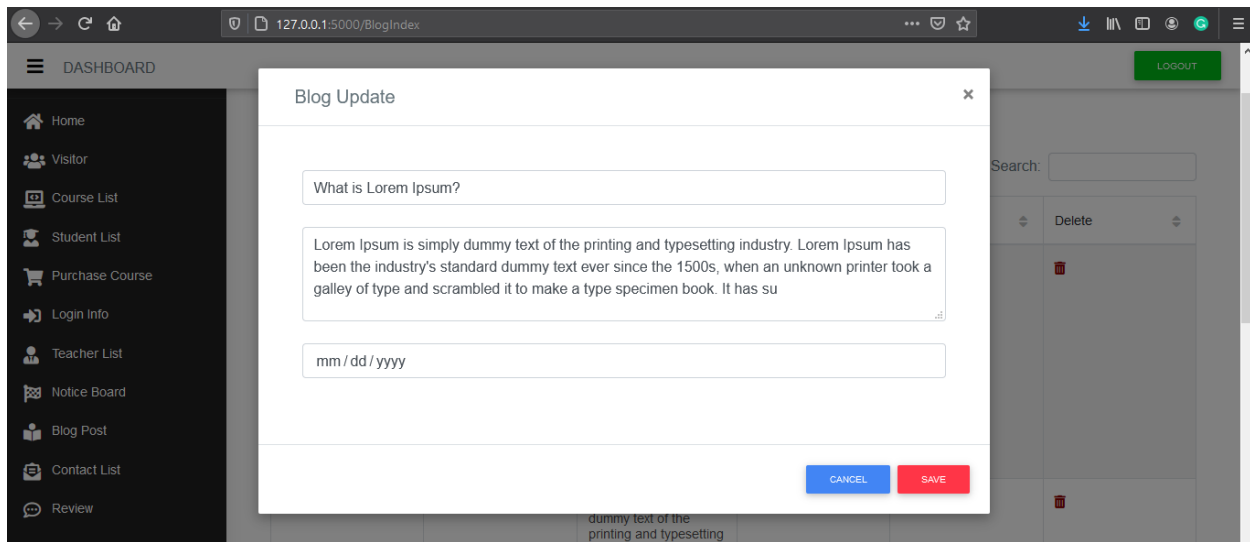 127.0.0.1:5000/BlogIndex
DASHBOARD
LOGOUT
Home
Visitor
Course List
Student List
Purchase Course
Login Info
Teacher List
Notice Board
Blog Post
Contact List
Review
Blog Update
×
What is Lorem Ipsum?
Lorem Ipsum is simply dummy text of the printing and typesetting industry. Lorem Ipsum has
been the industry's standard dummy text ever since the 1500s, when an unknown printer took a
galley of type and scrambled it to make a type specimen book. It has su
mm / dd / yyyy
CANCEL
SAVE
Search:
Delete
dummy text of the
printing and typesetting